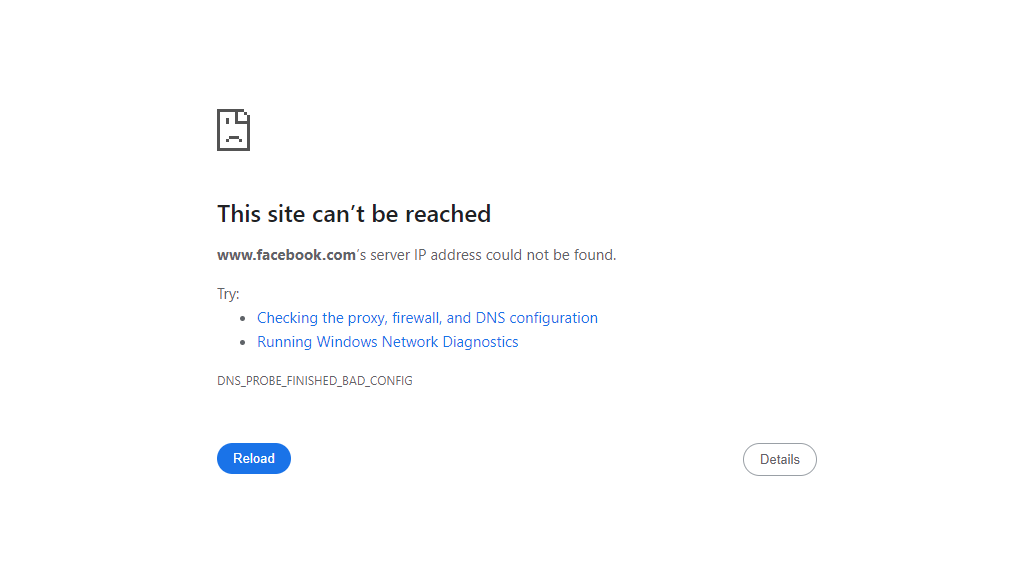 This site can’t be reached
www.facebook.com’s server IP address could not be found.
Try:
• Checking the proxy, firewall, and DNS configuration
• Running Windows Network Diagnostics
DNS_PROBE_FINISHED_BAD_CONFIG
Reload
Details